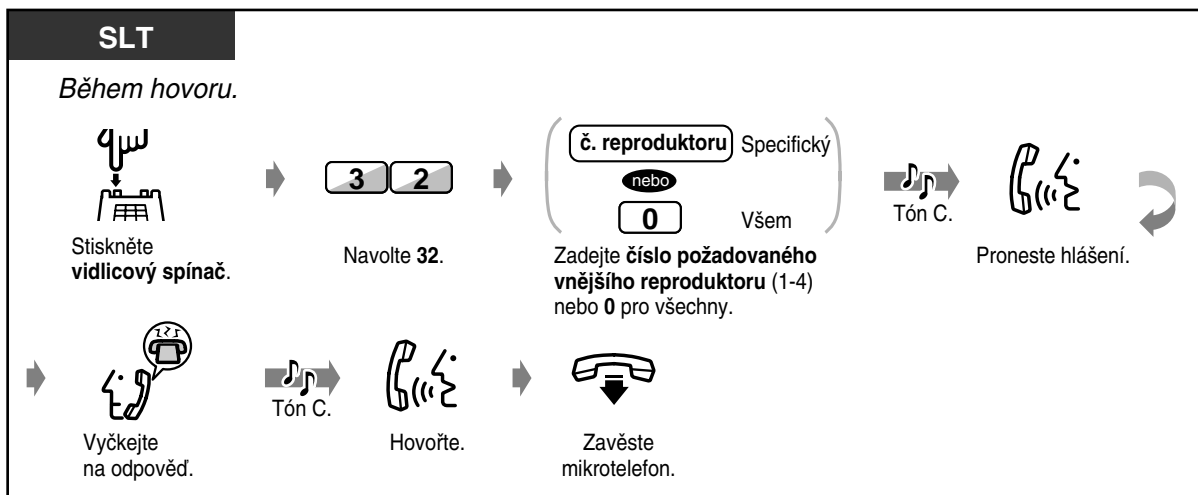 SLT
Během hovoru.
Stiskněte
vidlicový spínač.
3 2
Navolte 32.
č. reproduktoru Specifický
nebo
0 Všem
Zadejte číslo požadovaného
vnějšího reproduktoru (1-4)
nebo 0 pro všechny.
Tón C.
Proneste hlášení.
Vyčkejte
na odpověď.
Tón C.
Hovořte.
Zavěste
mikrotelefon.